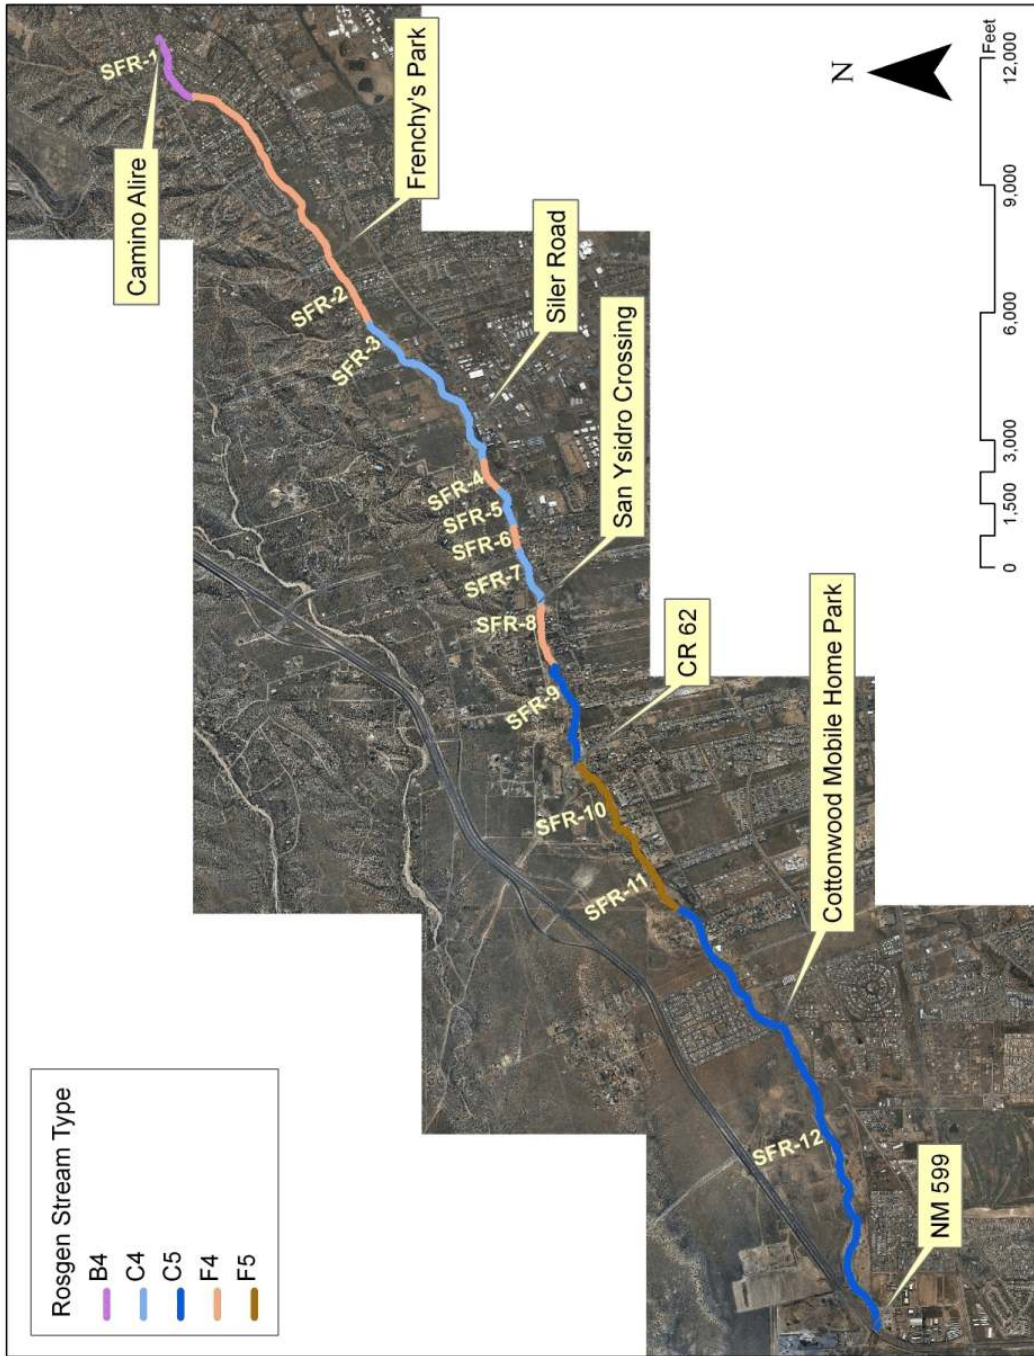 Rosgen Stream Type
B4
C4
C5
F4
F5
Camino Alire
SFR-1
Frenchy's Park
SFR-2
SFR-3
Siler Road
SFR-4
SFR-5
SFR-6
SFR-7
San Ysidro Crossing
SFR-8
SFR-9
CR 62
SFR-10
SFR-11
Cottonwood Mobile Home Park
SFR-12
NM 599
N
0 1,500 3,000 6,000 9,000 12,000
Feet